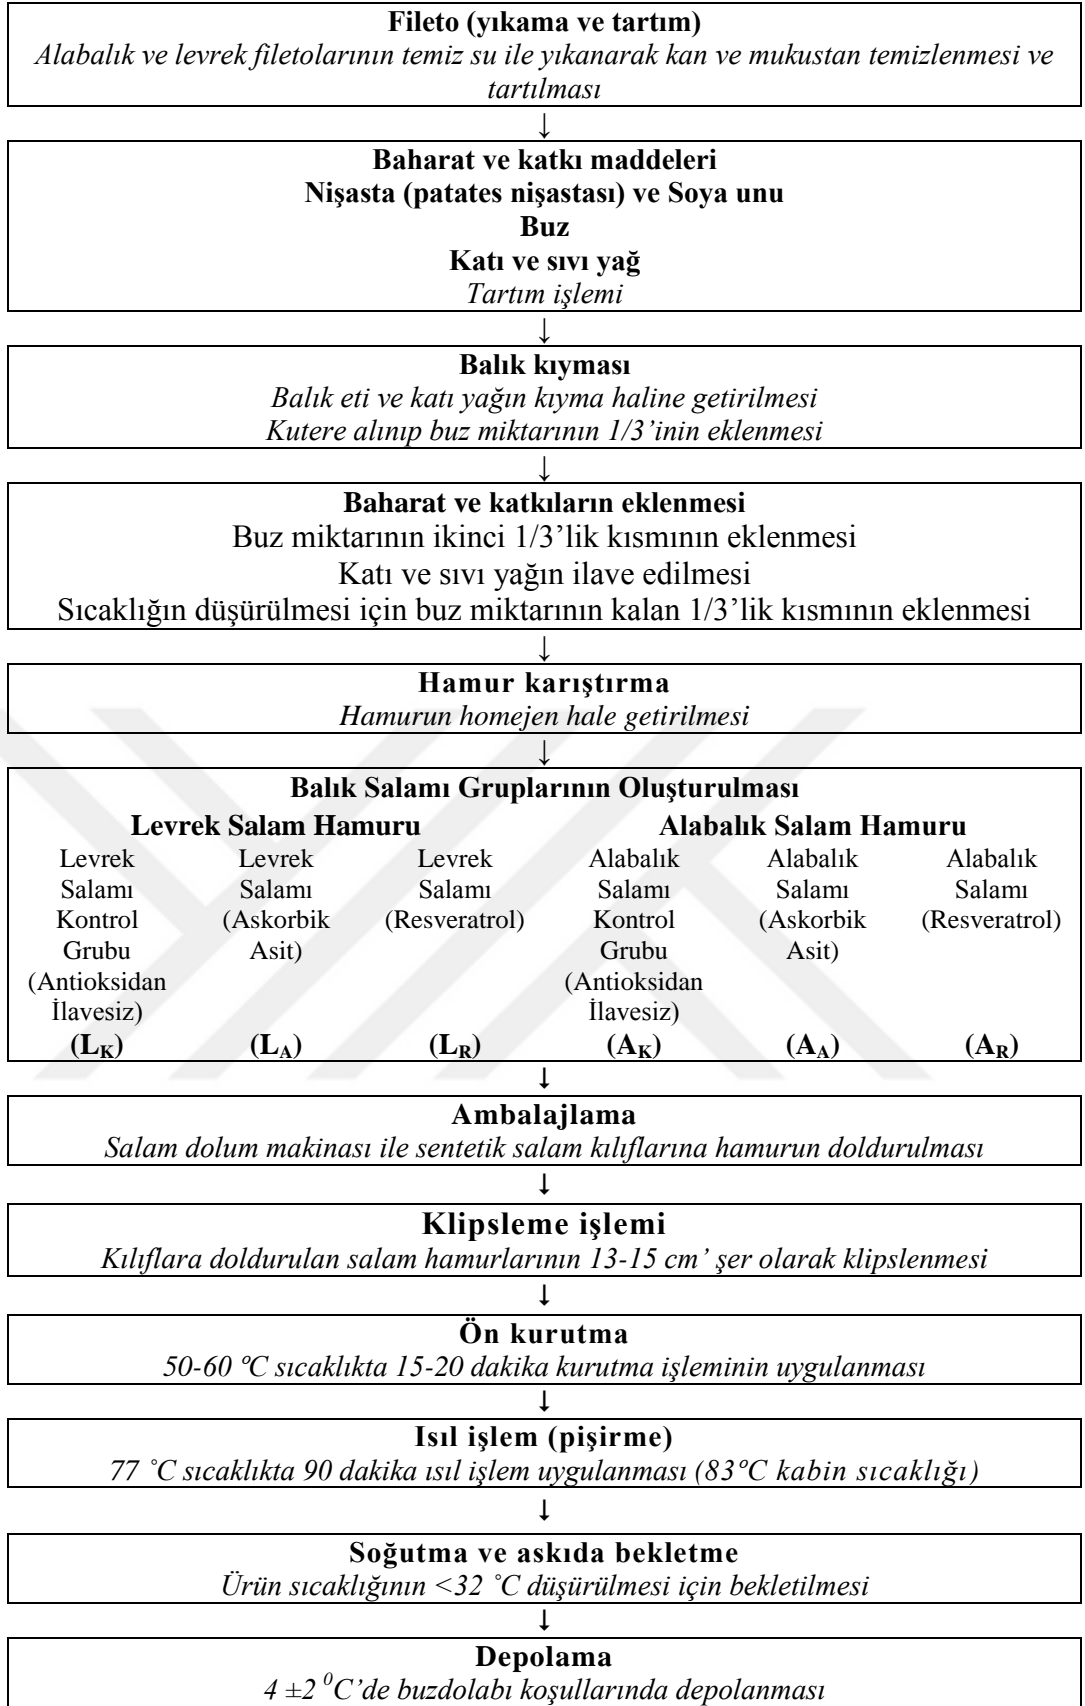 Fileto (yıkama ve tartım)
Alabalık ve levrek filetolarının temiz su ile yıkanarak kan ve mukustan temizlenmesi ve
tartılması
↓
Baharat ve katkı maddeleri
Nişasta (patates nişastası) ve Soya unu
Buz
Katı ve sıvı yağ
Tartım işlemi
↓
Balık kıyması
Balık eti ve katı yağın kıyma haline getirilmesi
Kutere alınıp buz miktarının 1/3’inin eklenmesi
↓
Baharat ve katkıların eklenmesi
Buz miktarının ikinci 1/3’lik kısmının eklenmesi
Katı ve sıvı yağın ilave edilmesi
Sıcaklığın düşürülmesi için buz miktarının kalan 1/3’lik kısmının eklenmesi
↓
Hamur karıştırma
Hamurun homejen hale getirilmesi
↓
Balık Salamı Gruplarının Oluşturulması
Levrek Salam Hamuru Alabalık Salam Hamuru
Levrek Levrek Levrek Alabalık Alabalık Alabalık
Salamı Salamı Salamı Salamı Salamı Salamı
Kontrol (Askorbik (Resveratrol) Kontrol (Askorbik (Resveratrol)
Grubu Asit) Grubu Asit)
(Antioksidan (Antioksidan
İlavesiz) İlavesiz)
(L_K) (L_A) (L_R) (A_K) (A_A) (A_R)
↓
Ambalajlama
Salam dolum makinası ile sentetik salam kılıflarına hamurun doldurulması
↓
Klipsleme işlemi
Kılıflara doldurulan salam hamurlarının 13-15 cm’ şer olarak klipslenmesi
↓
Ön kurutma
50-60 ºC sıcaklıkta 15-20 dakika kurutma işleminin uygulanması
↓
Isıl işlem (pişirme)
77 ˚C sıcaklıkta 90 dakika ısıl işlem uygulanması (83ºC kabin sıcaklığı)
↓
Soğutma ve askıda bekletme
Ürün sıcaklığının <32 ˚C düşürülmesi için bekletilmesi
↓
Depolama
4 ±2 ⁰C’de buzdolabı koşullarında depolanması